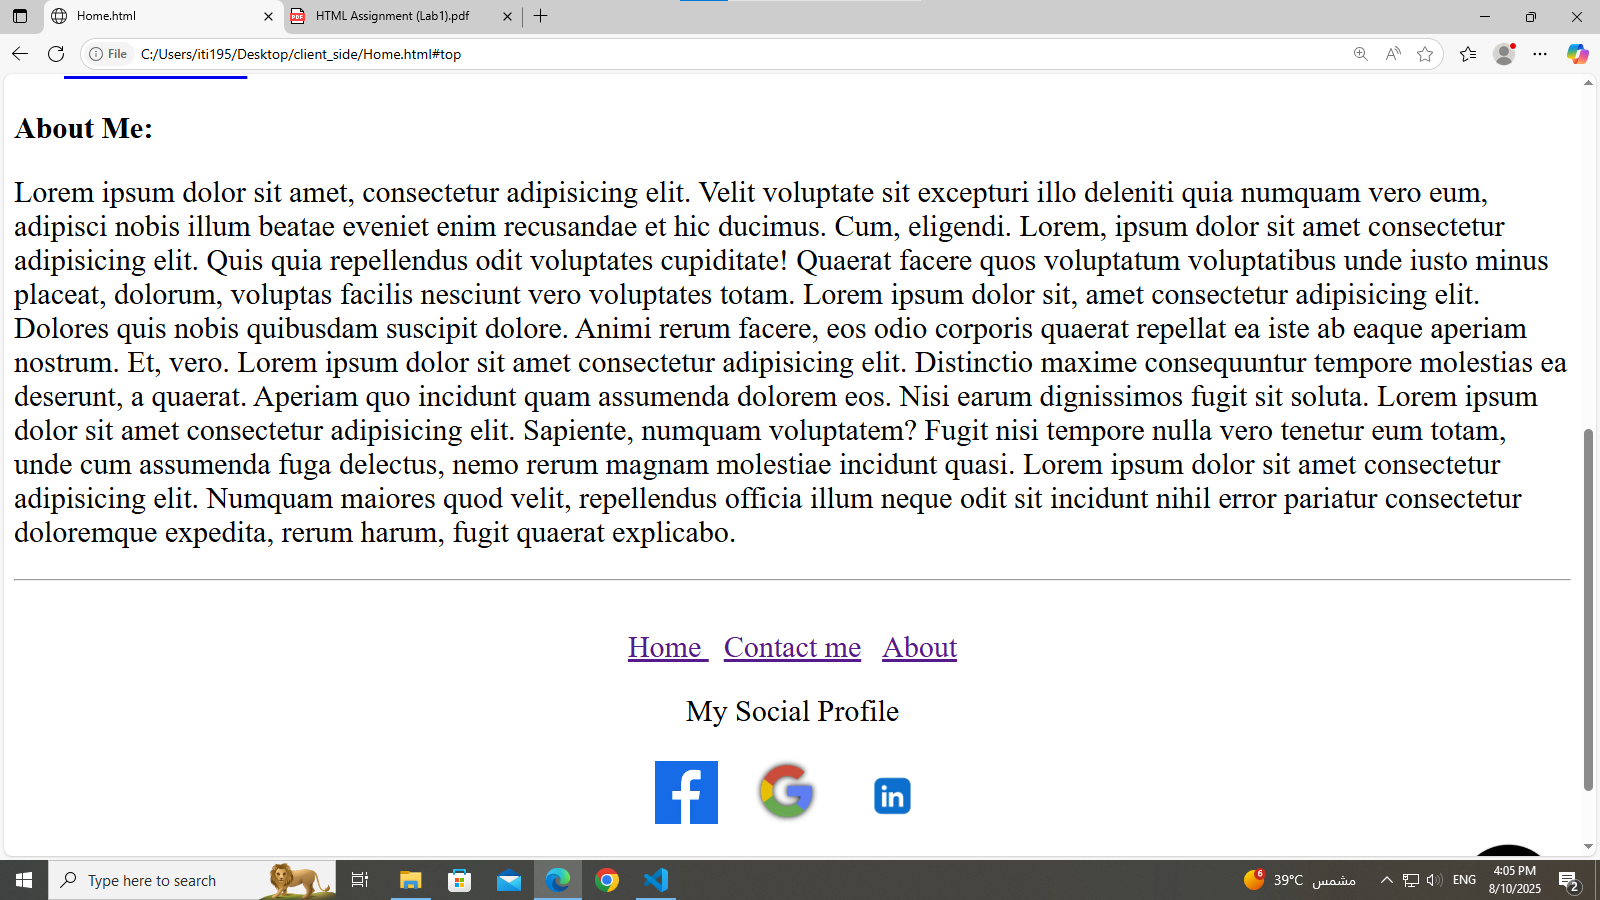 Home.html
HTML Assignment (Lab1).pdf
File
C:/Users/iti195/Desktop/client_side/Home.html#top
About Me:
Lorem ipsum dolor sit amet, consectetur adipisicing elit. Velit voluptate sit excepturi illo deleniti quia numquam vero eum,
adipisci nobis illum beatae eveniet enim recusandae et hic ducimus. Cum, eligendi. Lorem, ipsum dolor sit amet consectetur
adipisicing elit. Quis quia repellendus odit voluptates cupiditate! Quaerat facere quos voluptatum voluptatibus unde iusto minus
placeat, dolorum, voluptas facilis nesciunt vero voluptates totam. Lorem ipsum dolor sit, amet consectetur adipisicing elit.
Dolores quis nobis quibusdam suscipit dolore. Animi rerum facere, eos odio corporis quaerat repellat ea iste ab eaque aperiam
nostrum. Et, vero. Lorem ipsum dolor sit amet consectetur adipisicing elit. Distinctio maxime consequuntur tempore molestias ea
deserunt, a quaerat. Aperiam quo incidunt quam assumenda dolorem eos. Nisi earum dignissimos fugit sit soluta. Lorem ipsum
dolor sit amet consectetur adipisicing elit. Sapiente, numquam voluptatem? Fugit nisi tempore nulla vero tenetur eum totam,
unde cum assumenda fuga delectus, nemo rerum magnam molestiae incidunt quasi. Lorem ipsum dolor sit amet consectetur
adipisicing elit. Numquam maiores quod velit, repellendus officia illum neque odit sit incidunt nihil error pariatur consectetur
doloremque expedita, rerum harum, fugit quaerat explicabo.
Home Contact me About
My Social Profile
Type here to search
6
39°C مشمس
ENG
4:05 PM
8/10/2025
2